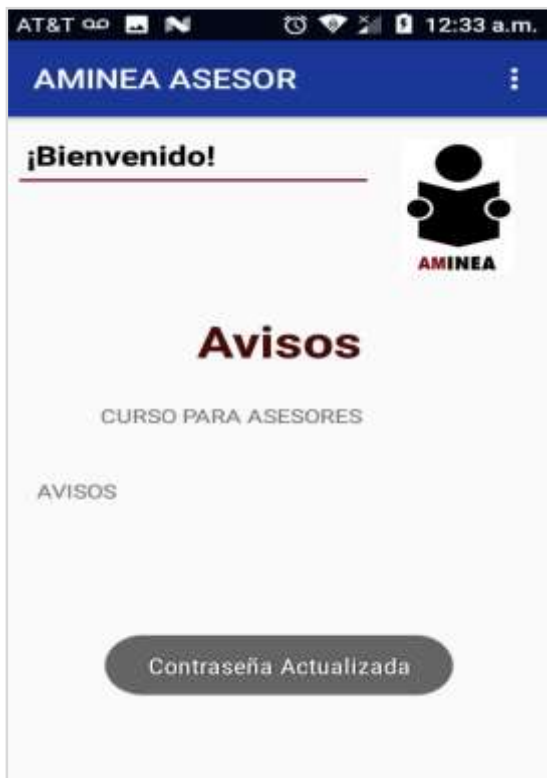 AT&T 12:33 a.m.
AMINEA ASESOR
¡Bienvenido!
AMINEA
Avisos
CURSO PARA ASESORES
AVISOS
Contraseña Actualizada